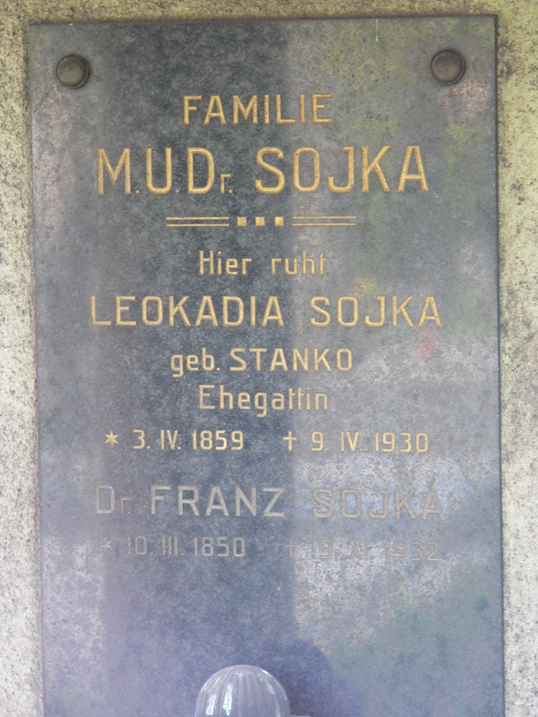 FAMILIE
M.U.Dr. SOJKA
Hier ruht
LEOKADIA SOJKA
geb. STANKO
Ehegattin
* 3. IV. 1859 † 9. IV. 1930
Dr. FRANZ SOJKA
* 10. III. 1850 † 19. XI. 1932